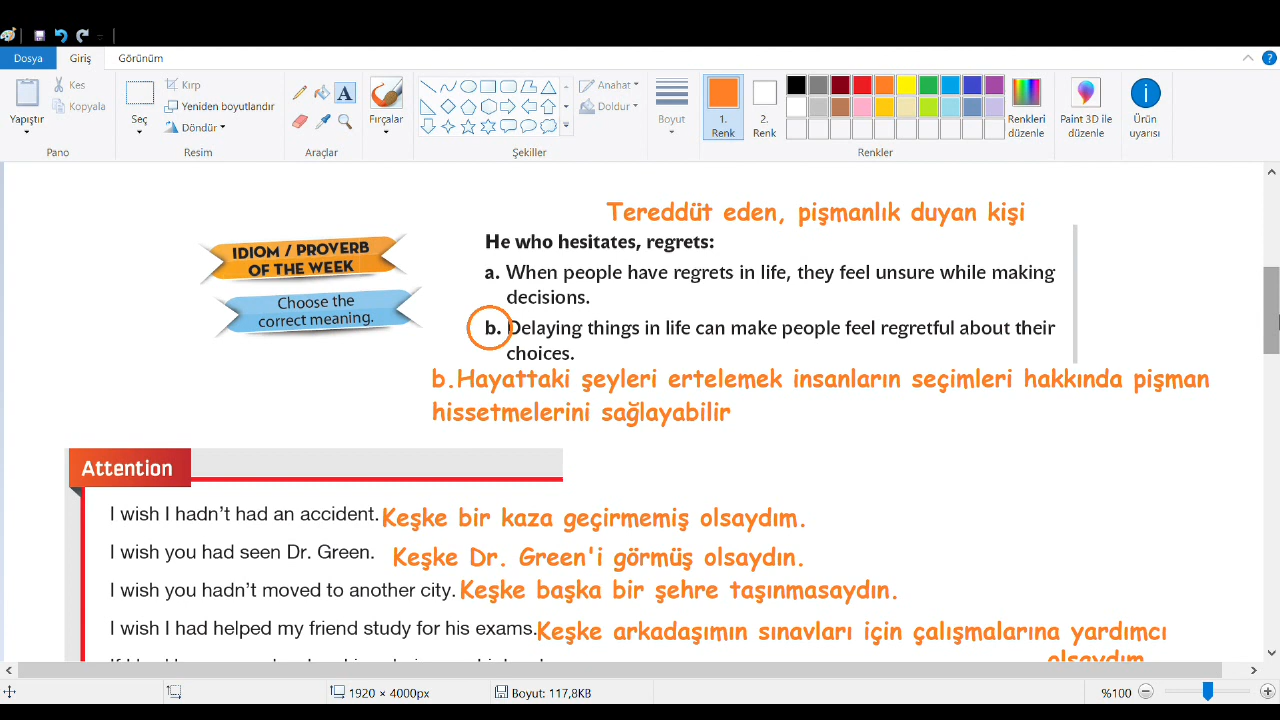 Dosya Giriş Görünüm
Yapıştır
Kes
Kopyala
Pano
Seç
Kırp
Yeniden boyutlandır
Döndür
Resim
A
Araçlar
Fırçalar
Anahat
Doldur
Şekiller
Boyut
1.
Renk
2.
Renk
Renkleri
düzenle
Renkler
Paint 3D ile
düzenle
Ürün
uyarısı
Tereddüt eden, pişmanlık duyan kişi
IDIOM / PROVERB
OF THE WEEK
Choose the
correct meaning.
He who hesitates, regrets:
a. When people have regrets in life, they feel unsure while making
decisions.
b. Delaying things in life can make people feel regretful about their
choices.
b.Hayattaki şeyleri ertelemek insanların seçimleri hakkında pişman
hissetmelerini sağlayabilir
Attention
I wish I hadn't had an accident. Keşke bir kaza geçirmemiş olsaydım.
I wish you had seen Dr. Green. Keşke Dr. Green'i görmüş olsaydın.
I wish you hadn't moved to another city. Keşke başka bir şehre taşınmasaydın.
I wish I had helped my friend study for his exams. Keşke arkadaşımın sınavları için çalışmalarına yardımcı
olsaydım
1920 × 4000px
Boyut: 117,8KB
%100